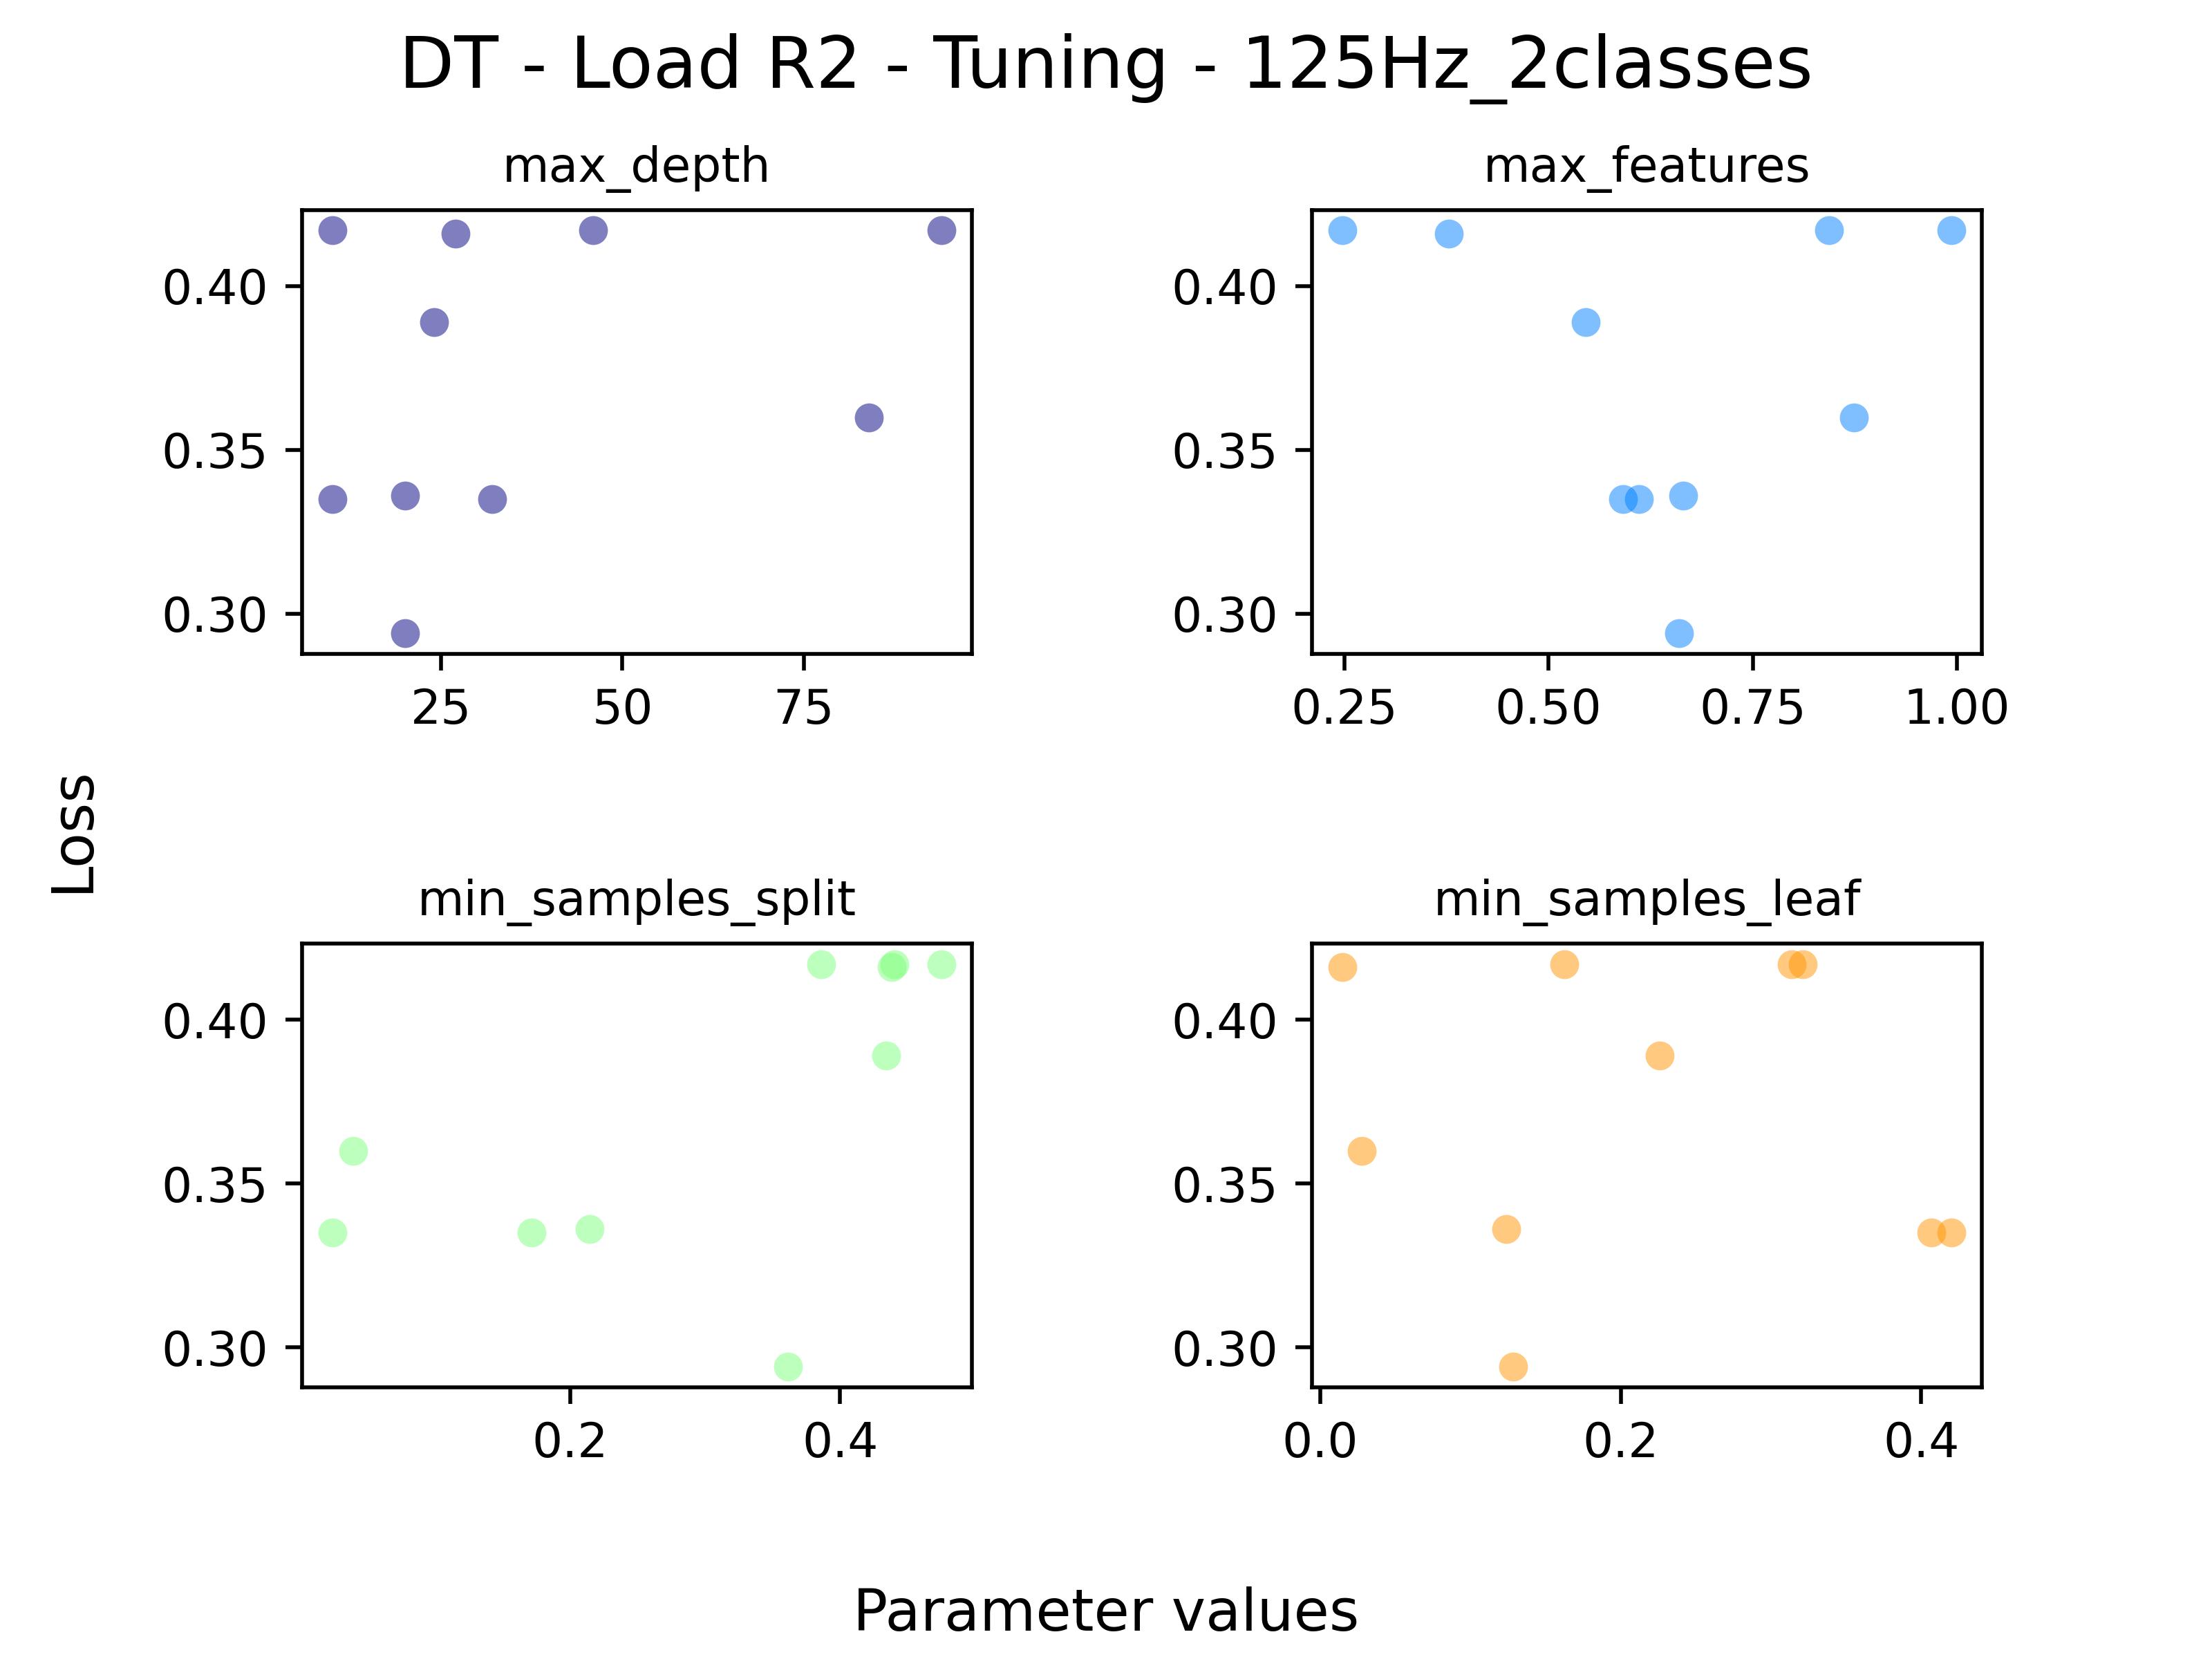 DT - Load R2 - Tuning - 125Hz_2classes
max_depth
0.40
0.35
0.30
25 50 75
max_features
0.40
0.35
0.30
0.25 0.50 0.75 1.00
Loss
min_samples_split
0.40
0.35
0.30
0.2 0.4
min_samples_leaf
0.40
0.35
0.30
0.0 0.2 0.4
Parameter values